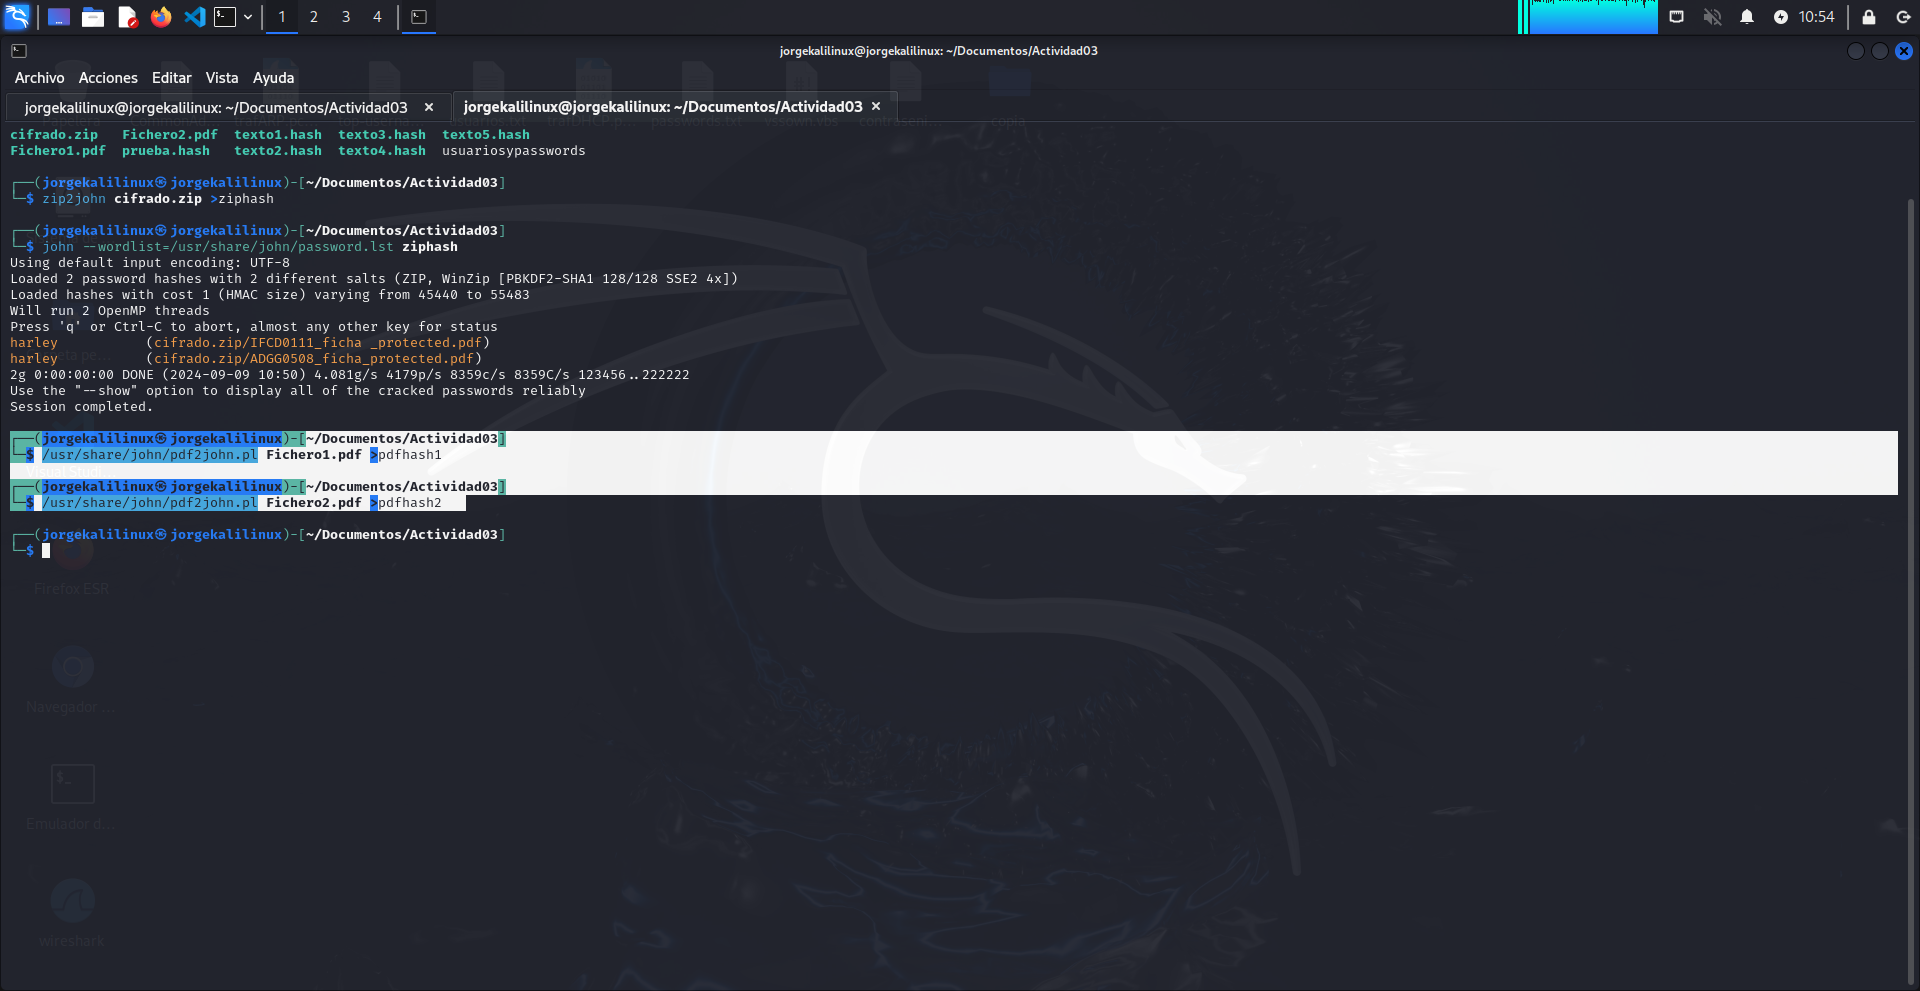 1 2 3 4 10:54
jorgekalilinux@jorgekalilinux: ~/Documentos/Actividad03
Archivo Acciones Editar Vista Ayuda
jorgekalilinux@jorgekalilinux: ~/Documentos/Actividad03 × jorgekalilinux@jorgekalilinux: ~/Documentos/Actividad03 ×
cifrado.zip Fichero2.pdf texto1.hash texto3.hash texto5.hash
Fichero1.pdf prueba.hash texto2.hash texto4.hash usuariosypasswords
┌──(jorgekalilinux㉿jorgekalilinux)-[~/Documentos/Actividad03]
└─$ zip2john cifrado.zip >ziphash
┌──(jorgekalilinux㉿jorgekalilinux)-[~/Documentos/Actividad03]
└─$ john --wordlist=/usr/share/john/password.lst ziphash
Using default input encoding: UTF-8
Loaded 2 password hashes with 2 different salts (ZIP, WinZip [PBKDF2-SHA1 128/128 SSE2 4x])
Loaded hashes with cost 1 (HMAC size) varying from 45440 to 55483
Will run 2 OpenMP threads
Press 'q' or Ctrl-C to abort, almost any other key for status
harley (cifrado.zip/IFCD0111_ficha _protected.pdf)
harley (cifrado.zip/ADGG0508_ficha_protected.pdf)
2g 0:00:00:00 DONE (2024-09-09 10:50) 4.081g/s 4179p/s 8359c/s 8359C/s 123456..222222
Use the "--show" option to display all of the cracked passwords reliably
Session completed.
┌──(jorgekalilinux㉿jorgekalilinux)-[~/Documentos/Actividad03]
└─$ /usr/share/john/pdf2john.pl Fichero1.pdf >pdfhash1
Visual Studi...
┌──(jorgekalilinux㉿jorgekalilinux)-[~/Documentos/Actividad03]
└─$ /usr/share/john/pdf2john.pl Fichero2.pdf >pdfhash2
┌──(jorgekalilinux㉿jorgekalilinux)-[~/Documentos/Actividad03]
└─$
Firefox ESR
Navegador ...
Emulador d...
wireshark